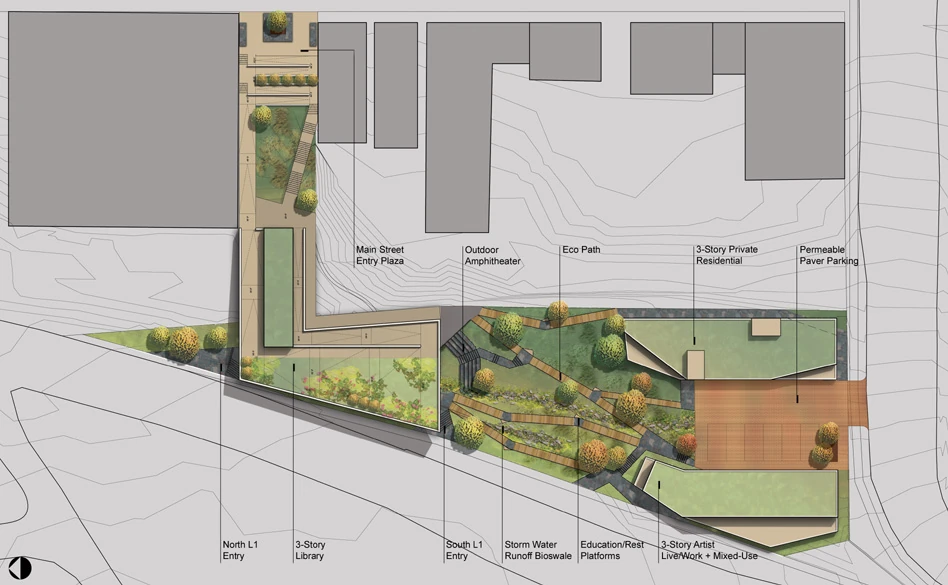 Main Street
Entry Plaza
Outdoor
Amphitheater
Eco Path
3-Story Private
Residential
Permeable
Paver Parking
North L1
Entry
3-Story
Library
South L1
Entry
Storm Water
Runoff Bioswale
Education/Rest
Platforms
3-Story Artist
Live/Work + Mixed-Use